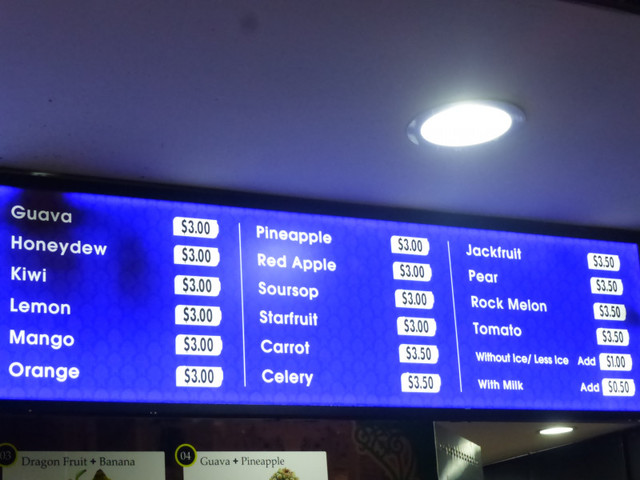 Guava $3.00
Honeydew $3.00
Kiwi $3.00
Lemon $3.00
Mango $3.00
Orange $3.00
Pineapple $3.00
Red Apple $3.00
Soursop $3.00
Starfruit $3.00
Carrot $3.50
Celery $3.50
Jackfruit $3.50
Pear $3.50
Rock Melon $3.50
Tomato $3.50
Without Ice/ Less Ice Add $1.00
With Milk Add $0.50
03 Dragon Fruit + Banana
04 Guava + Pineapple